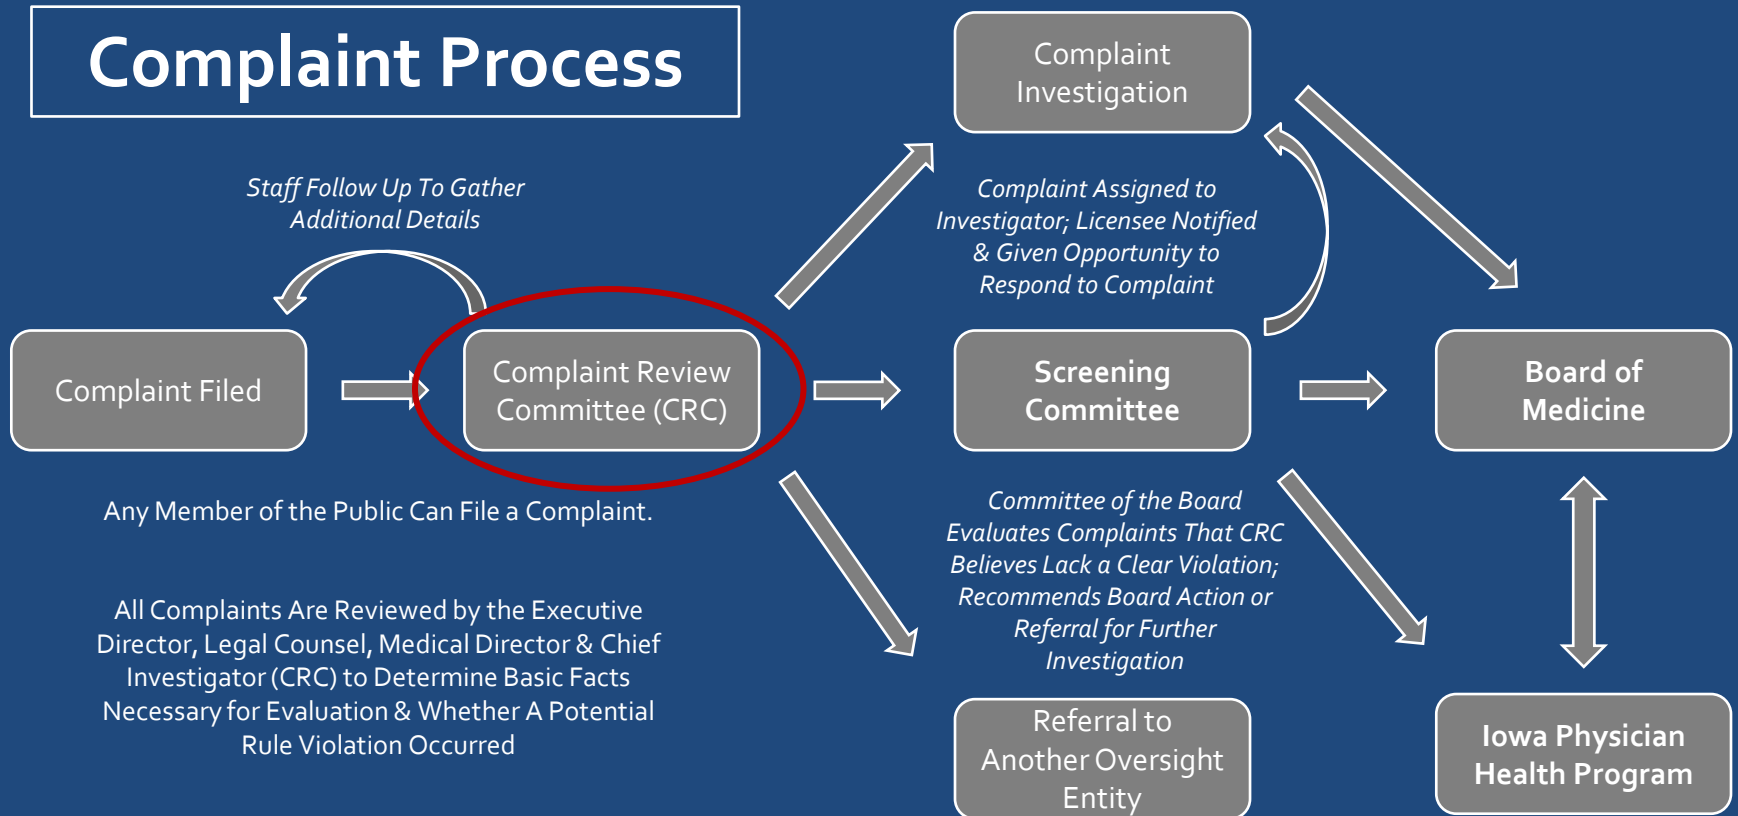 Complaint Process
Complaint
Investigation
Staff Follow Up To Gather
Additional Details
Complaint Assigned to
Investigator; Licensee Notified
& Given Opportunity to
Respond to Complaint
Complaint Filed
Complaint Review
Committee (CRC)
Screening
Committee
Board of
Medicine
Any Member of the Public Can File a Complaint.
All Complaints Are Reviewed by the Executive
Director, Legal Counsel, Medical Director & Chief
Investigator (CRC) to Determine Basic Facts
Necessary for Evaluation & Whether A Potential
Rule Violation Occurred
Committee of the Board
Evaluates Complaints That CRC
Believes Lack a Clear Violation;
Recommends Board Action or
Referral for Further
Investigation
Referral to
Another Oversight
Entity
Iowa Physician
Health Program